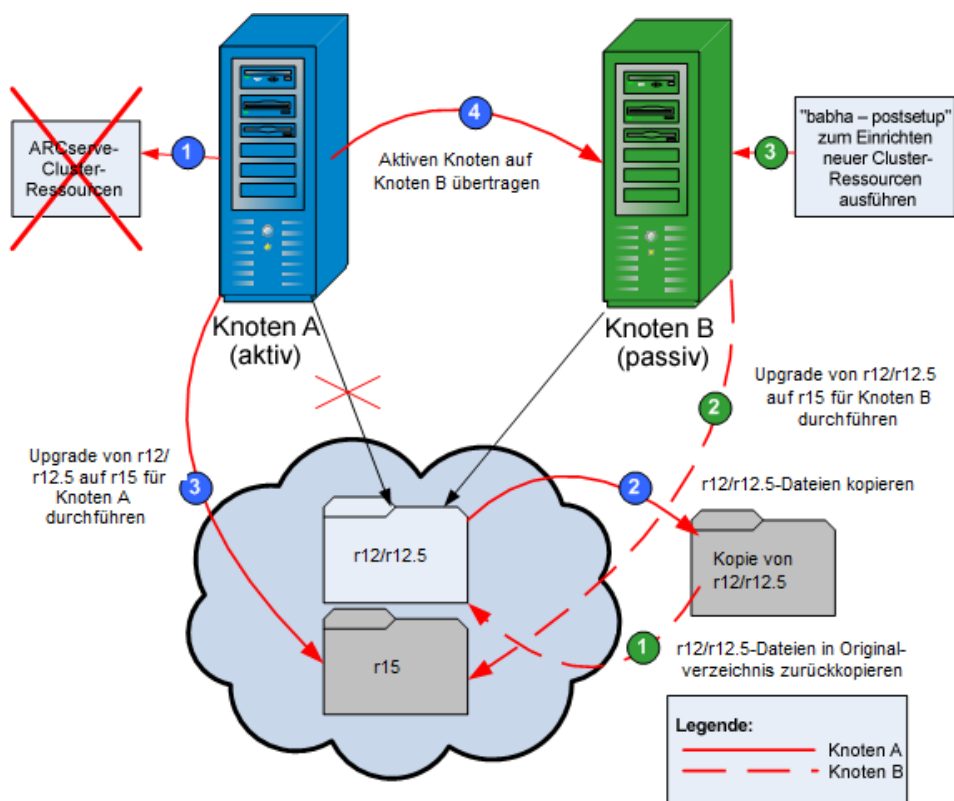 ARCserve-
Cluster-
Ressourcen
1
4
Aktiven Knoten auf
Knoten B übertragen
3
"babha – postsetup"
zum Einrichten
neuer Cluster-
Ressourcen
ausführen
Knoten A
(aktiv)
Knoten B
(passiv)
2
Upgrade von r12/r12.5
auf r15 für Knoten B
durchführen
Upgrade von r12/
r12.5 auf r15 für
Knoten A
durchführen
3
2
r12/r12.5-Dateien kopieren
r12/r12.5
Kopie von
r12/r12.5
r15
1
r12/r12.5-Dateien in Original-
verzeichnis zurückkopieren
Legende:
Knoten A
Knoten B